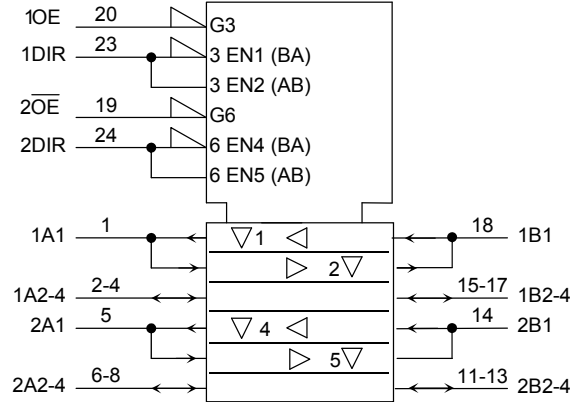 1OE 20 G3
1DIR 23 3 EN1 (BA)
3 EN2 (AB)
2OE 19 G6
2DIR 24 6 EN4 (BA)
6 EN5 (AB)
1A1 1 1 18 1B1
2
1A2-4 2-4 15-17 1B2-4
2A1 5 4 14 2B1
5
2A2-4 6-8 11-13 2B2-4